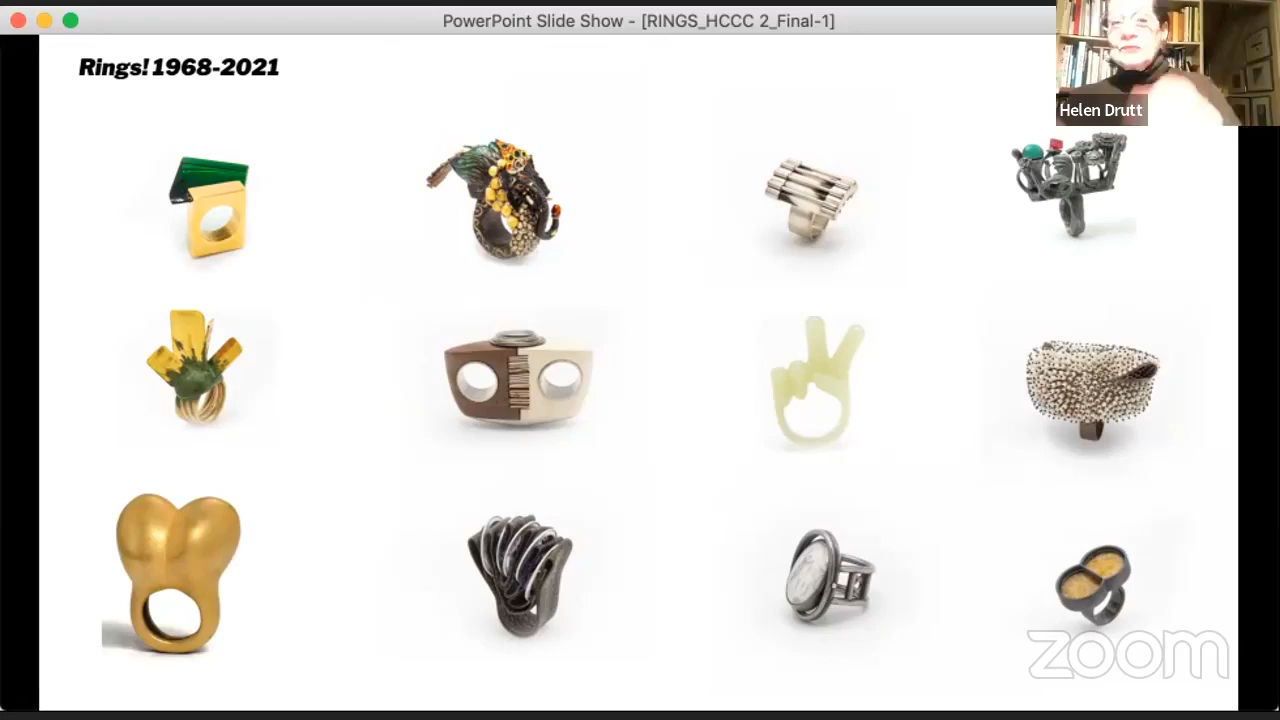 PowerPoint Slide Show - [RINGS_HCCC 2_Final-1]
Rings! 1968-2021
Helen Drutt
zoom